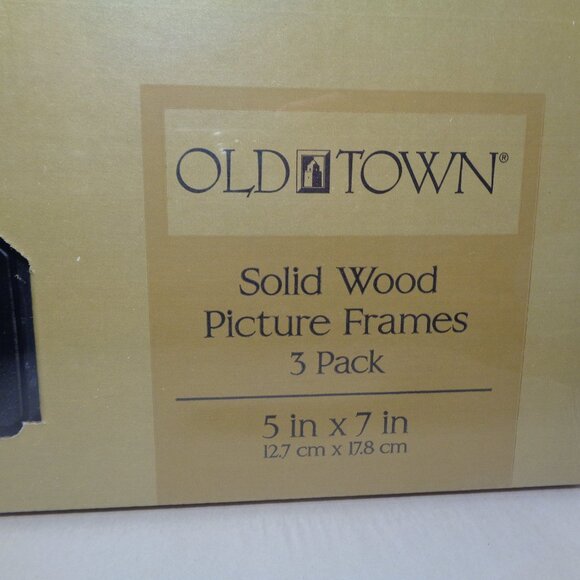 OLD TOWN®
Solid Wood
Picture Frames
3 Pack
5 in x 7 in
12.7 cm x 17.8 cm